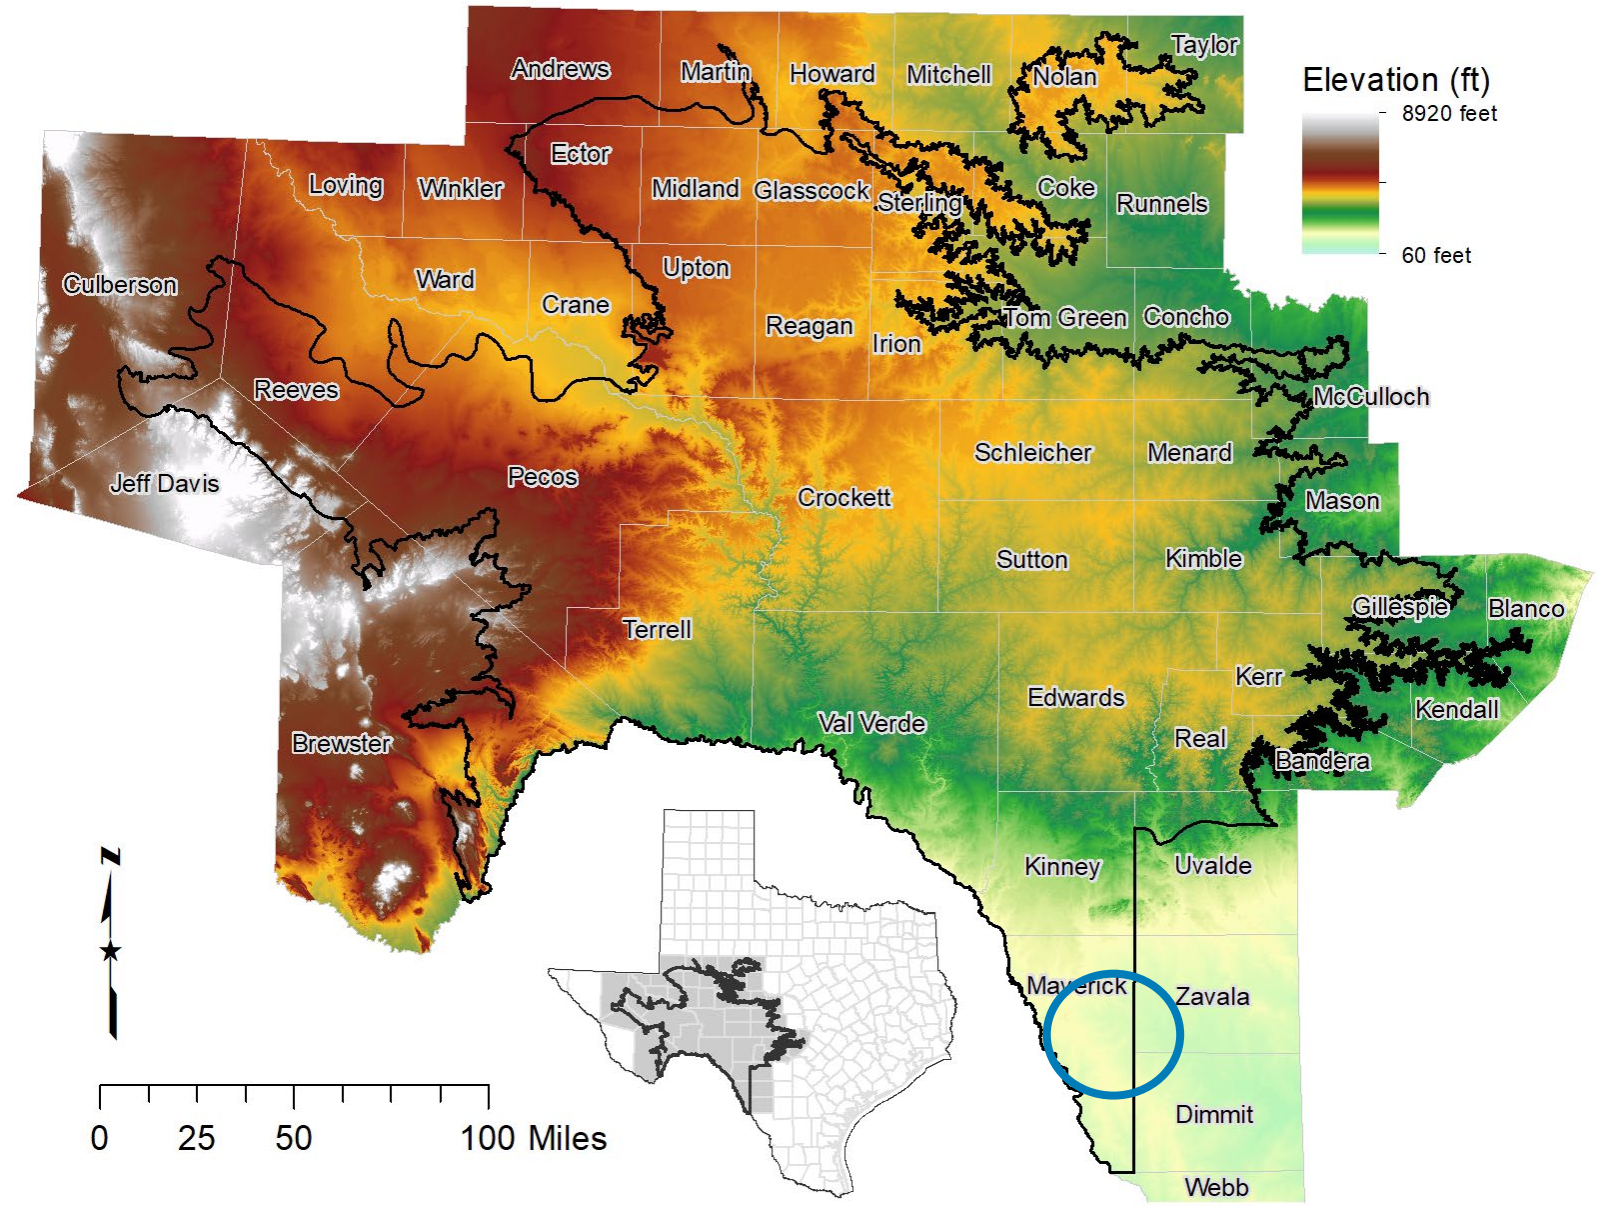 Taylor
Andrews
Martin
Howard
Mitchell
Nolan
Elevation (ft)
8920 feet
60 feet
Ector
Loving
Winkler
Midland
Glasscock
Sterling
Coke
Runnels
Culberson
Ward
Upton
Crane
Reagan
Irion
Tom Green
Concho
Reeves
McCulloch
Jeff Davis
Pecos
Crockett
Schleicher
Menard
Mason
Sutton
Kimble
Terrell
Gillespie
Blanco
Kerr
Edwards
Kendall
Brewster
Val Verde
Real
Bandera
Kinney
Uvalde
Maverick
Zavala
Dimmit
Webb
N
0
25
50
100 Miles